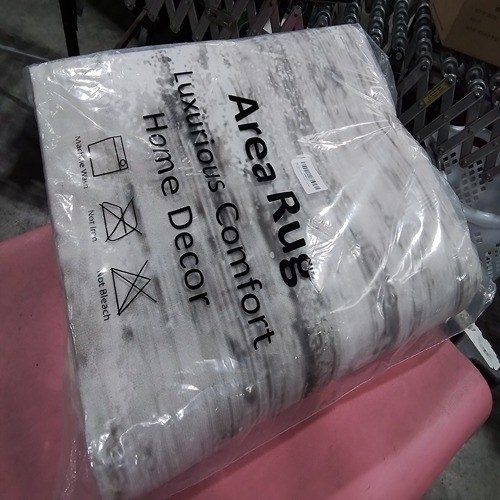 Area Rug
Luxurious Comfort
Home Decor
Machine Wash
Not Iron
Not Bleach